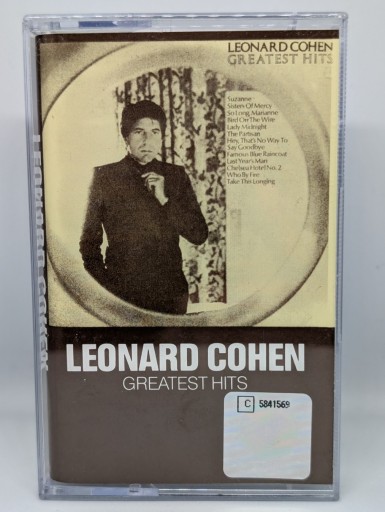 LEONARD COHEN
GREATEST HITS
Suzanne
Sisters Of Mercy
So Long, Marianne
Bird On The Wire
Lady Midnight
The Partisan
Hey, That's No Way To
Say Goodbye
Famous Blue Raincoat
Last Year's Man
Chelsea Hotel No. 2
Who By Fire
Take This Longing
LEONARD COHEN
LEONARD COHEN
GREATEST HITS
C 5841569